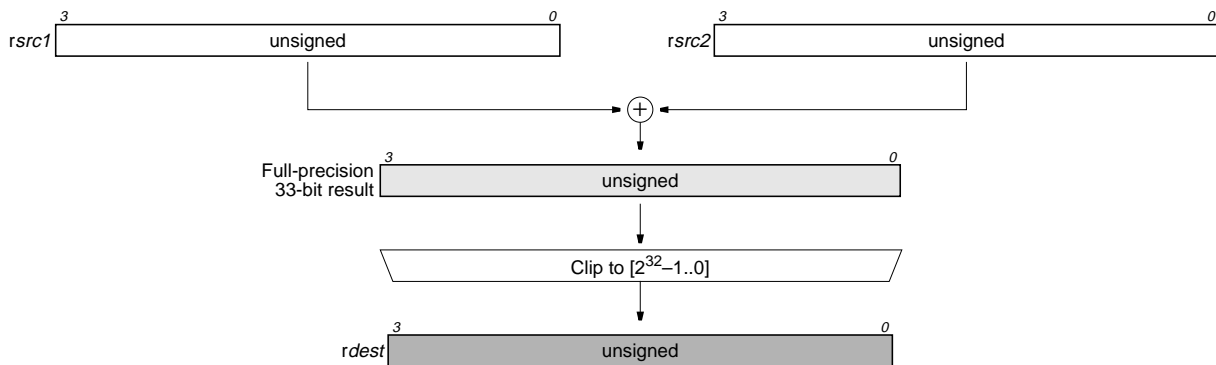 3 0 3 0
rsrc1 unsigned rsrc2 unsigned
+
3 0
Full-precision
33-bit result
unsigned
Clip to [2³²–1..0]
3 0
rdest unsigned